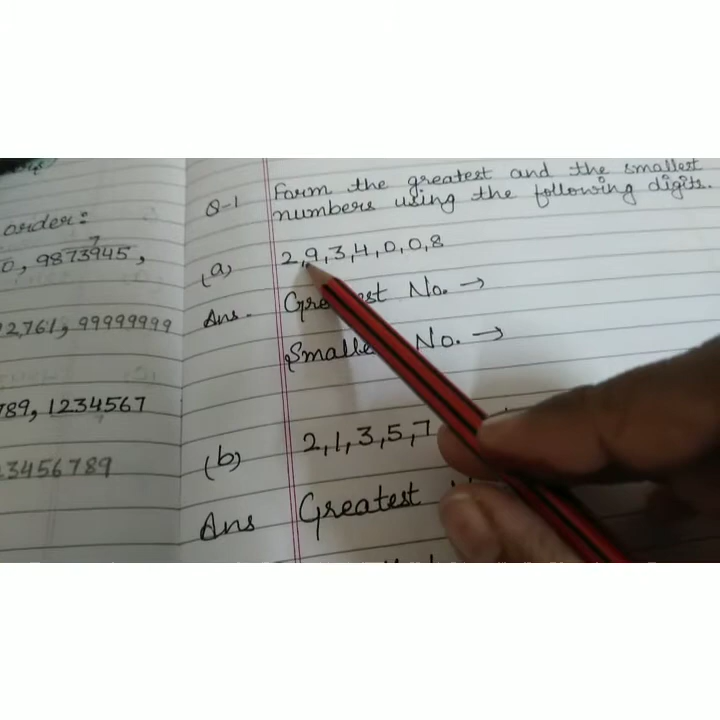 order:
7
0, 9873945,
2,761, 99999999
789, 1234567
3456789
Q-1 Form the greatest and the smallest
numbers using the following digits.
(a) 2,9,3,4,0,0,8
Ans. Greatest No. →
Smalle No. →
(b) 2,1,3,5,7
Ans Greatest